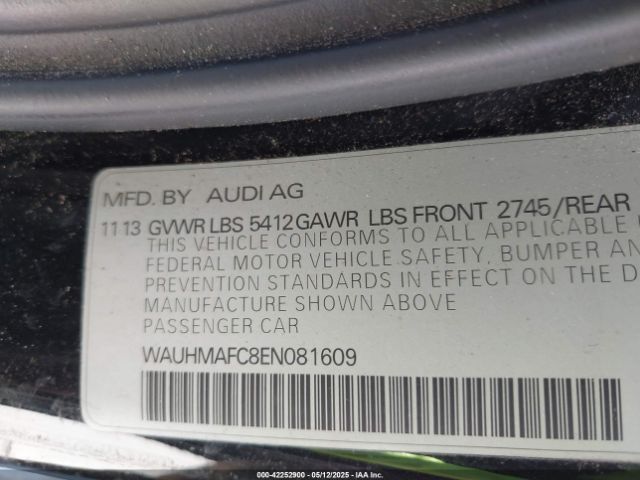 MFD. BY AUDI AG
11 13 GVWR LBS 5412 GAWR LBS FRONT 2745/REAR
THIS VEHICLE CONFORMS TO ALL APPLICABLE
FEDERAL MOTOR VEHICLE SAFETY, BUMPER AN
PREVENTION STANDARDS IN EFFECT ON THE D
MANUFACTURE SHOWN ABOVE
PASSENGER CAR
WAUHMAFC8EN081609
000-42252900 - 05/12/2025 - IAA Inc.